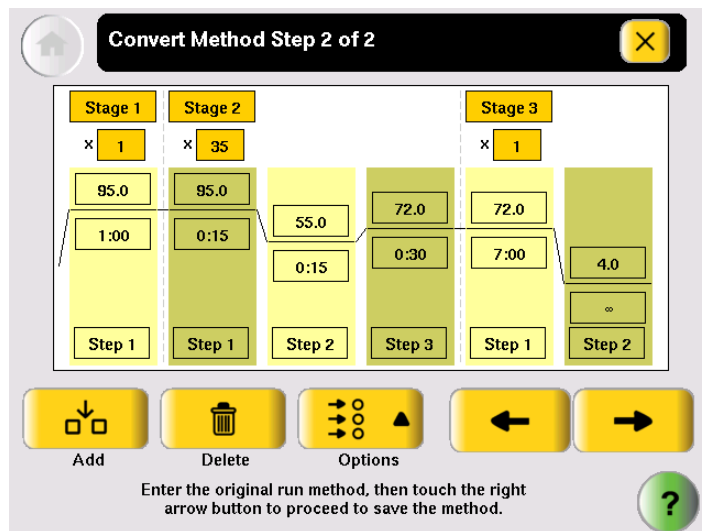 Convert Method Step 2 of 2
Stage 1 Stage 2 Stage 3
x 1 x 35 x 1
95.0 95.0 55.0 72.0 72.0 4.0
1:00 0:15 0:15 0:30 7:00 ∞
Step 1 Step 1 Step 2 Step 3 Step 1 Step 2
Add Delete Options
Enter the original run method, then touch the right
arrow button to proceed to save the method.
?